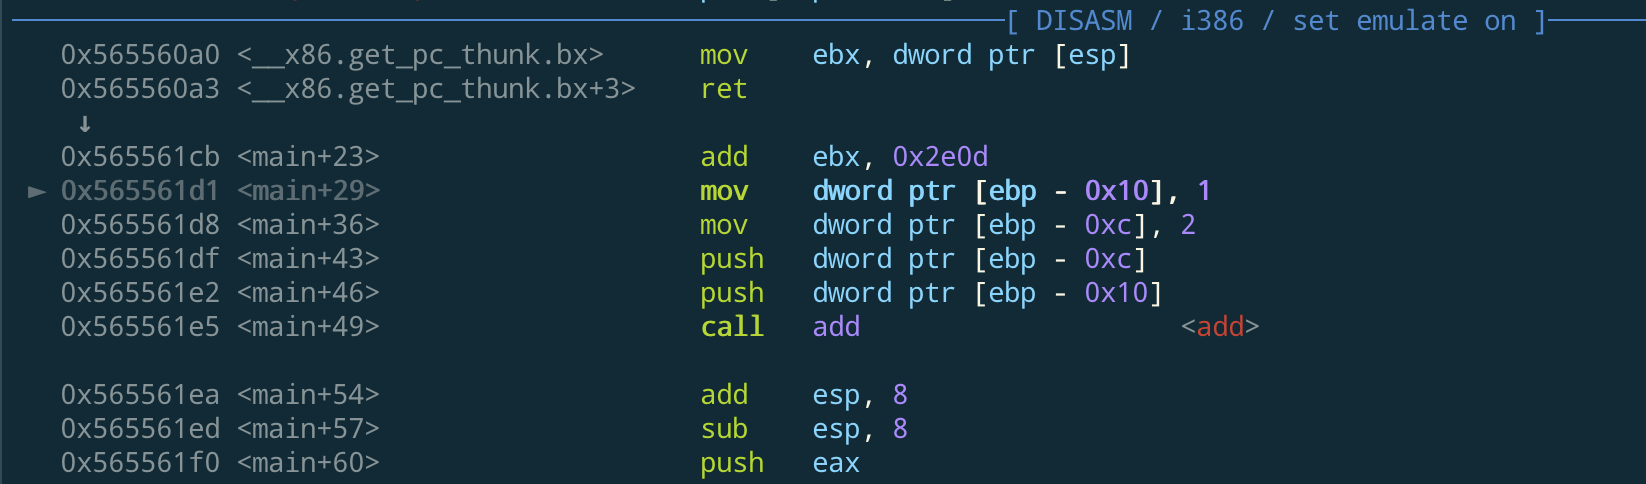 [ DISASM / i386 / set emulate on ]
0x565560a0 <__x86.get_pc_thunk.bx> mov ebx, dword ptr [esp]
0x565560a3 <__x86.get_pc_thunk.bx+3> ret
↓
0x565561cb <main+23> add ebx, 0x2e0d
► 0x565561d1 <main+29> mov dword ptr [ebp - 0x10], 1
0x565561d8 <main+36> mov dword ptr [ebp - 0xc], 2
0x565561df <main+43> push dword ptr [ebp - 0xc]
0x565561e2 <main+46> push dword ptr [ebp - 0x10]
0x565561e5 <main+49> call add <add>
0x565561ea <main+54> add esp, 8
0x565561ed <main+57> sub esp, 8
0x565561f0 <main+60> push eax